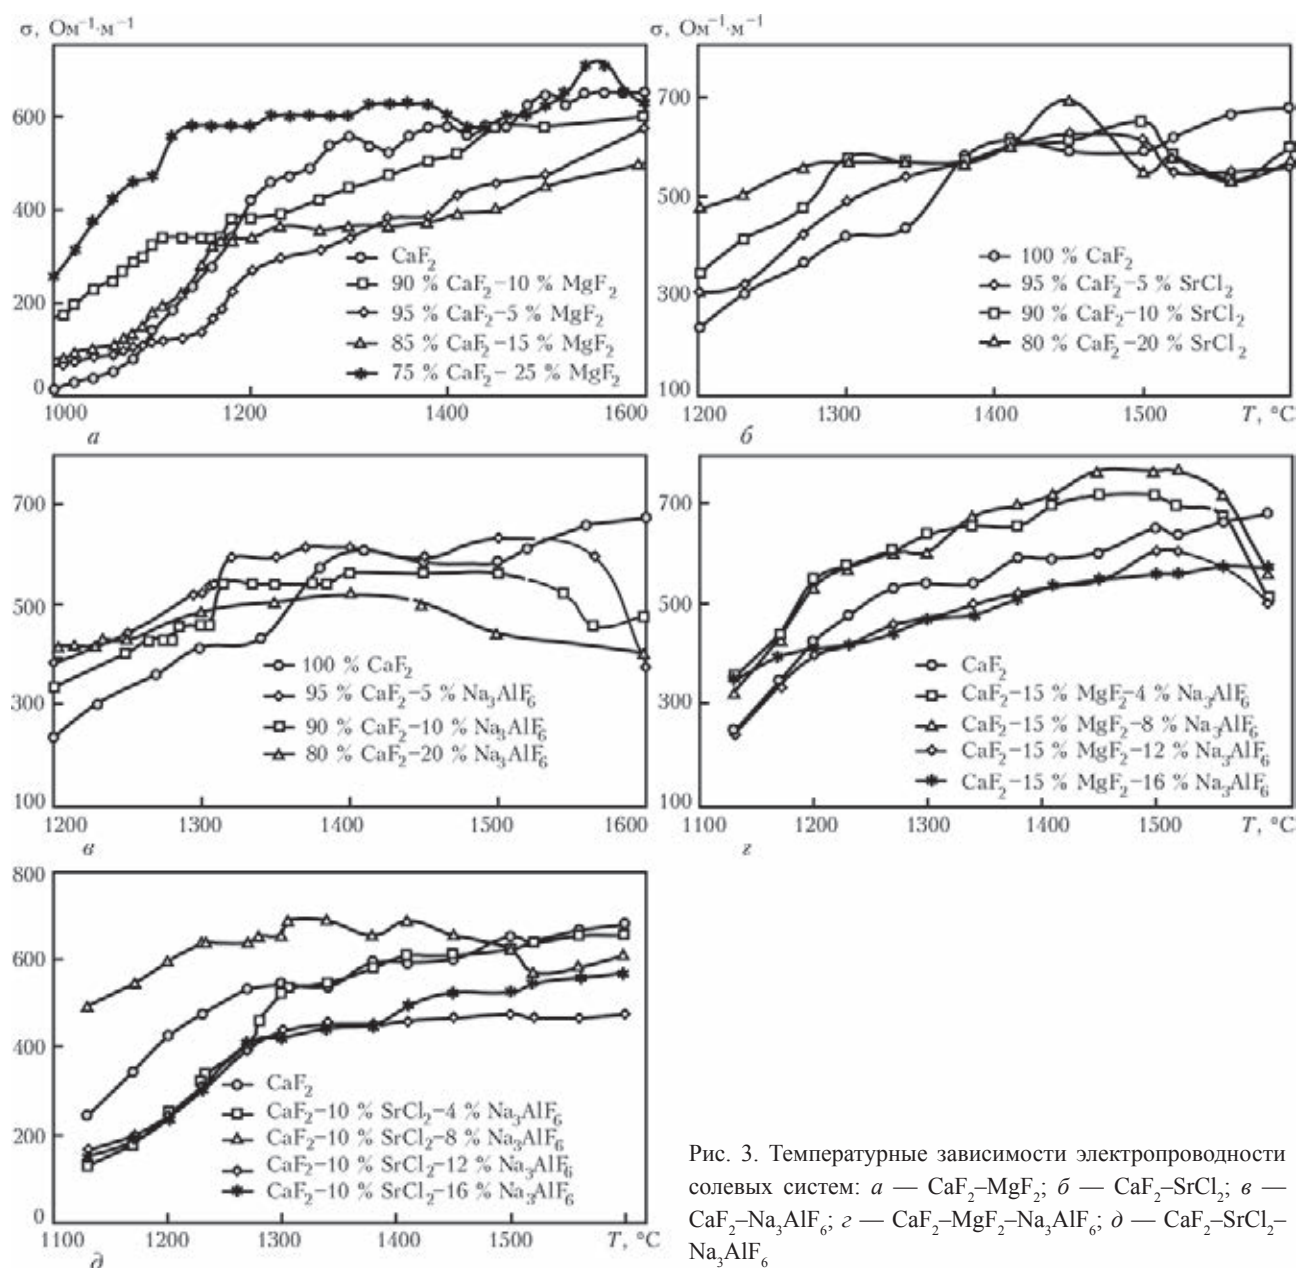 σ, Ом⁻¹·м⁻¹
600
400
200
0
1000 1200 1400 1600
CaF₂
90 % CaF₂–10 % MgF₂
95 % CaF₂–5 % MgF₂
85 % CaF₂–15 % MgF₂
75 % CaF₂– 25 % MgF₂
а
σ, Ом⁻¹·м⁻¹
700
500
300
100
1200 1300 1400 1500 T, °C
100 % CaF₂
95 % CaF₂–5 % SrCl₂
90 % CaF₂–10 % SrCl₂
80 % CaF₂–20 % SrCl₂
б
700
500
300
100
1200 1300 1400 1500 1600
100 % CaF₂
95 % CaF₂–5 % Na₃AlF₆
90 % CaF₂–10 % Na₃AlF₆
80 % CaF₂–20 % Na₃AlF₆
в
700
500
300
100
1100 1200 1300 1400 1500 T, °C
CaF₂
CaF₂–15 % MgF₂–4 % Na₃AlF₆
CaF₂–15 % MgF₂–8 % Na₃AlF₆
CaF₂–15 % MgF₂–12 % Na₃AlF₆
CaF₂–15 % MgF₂–16 % Na₃AlF₆
г
800
600
400
200
0
1100 1200 1300 1400 1500 T, °C
CaF₂
CaF₂–10 % SrCl₂–4 % Na₃AlF₆
CaF₂–10 % SrCl₂–8 % Na₃AlF₆
CaF₂–10 % SrCl₂–12 % Na₃AlF₆
CaF₂–10 % SrCl₂–16 % Na₃AlF₆
д
Рис. 3. Температурные зависимости электропроводности
солевых систем: а — CaF₂–MgF₂; б — CaF₂–SrCl₂; в —
CaF₂–Na₃AlF₆; г — CaF₂–MgF₂–Na₃AlF₆; д — CaF₂–SrCl₂–
Na₃AlF₆